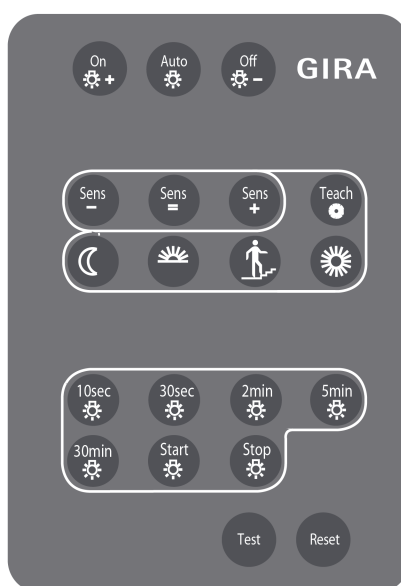 On Auto Off GIRA
+ -
Sens Sens Sens Teach
- = +
10sec 30sec 2min 5min
30min Start Stop
Test Reset